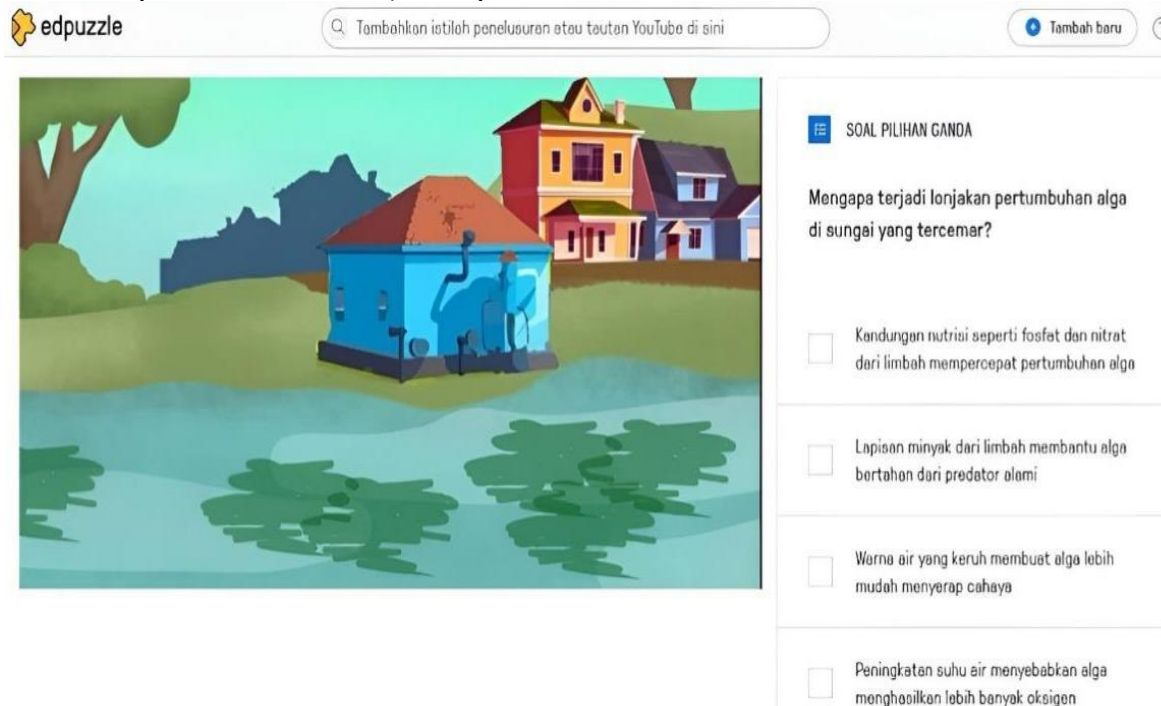 edpuzzle
Tambahkan istilah penelusuran atau tautan YouTube di sini
Tambah baru
SOAL PILIHAN GANDA
Mengapa terjadi lonjakan pertumbuhan alga
di sungai yang tercemar?
Kandungan nutrisi seperti fosfat dan nitrat
dari limbah mempercepat pertumbuhan alga
Lapisan minyak dari limbah membantu alga
bertahan dari predator alami
Warna air yang keruh membuat alga lebih
mudah menyerap cahaya
Peningkatan suhu air menyebabkan alga
menghasilkan lebih banyak oksigen